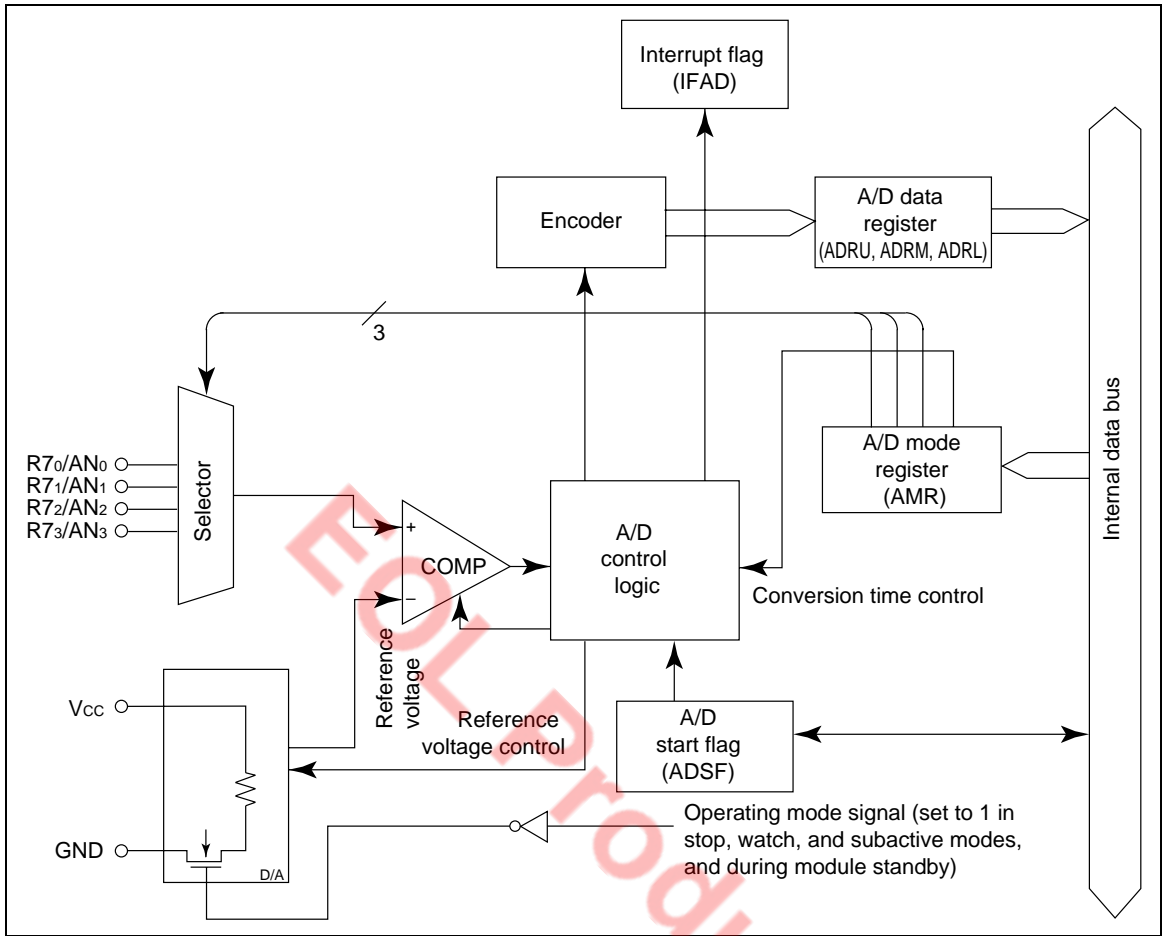 Interrupt flag
(IFAD)
Encoder
A/D data
register
(ADRU, ADRM, ADRL)
3
Internal data bus
A/D mode
register
(AMR)
R70/AN0
R71/AN1
R72/AN2
R73/AN3
Selector
+
COMP
−
A/D
control
logic
Conversion time control
Reference
voltage
VCC
Reference
voltage control
A/D
start flag
(ADSF)
Operating mode signal (set to 1 in
stop, watch, and subactive modes,
and during module standby)
GND
D/A
EOL Produ